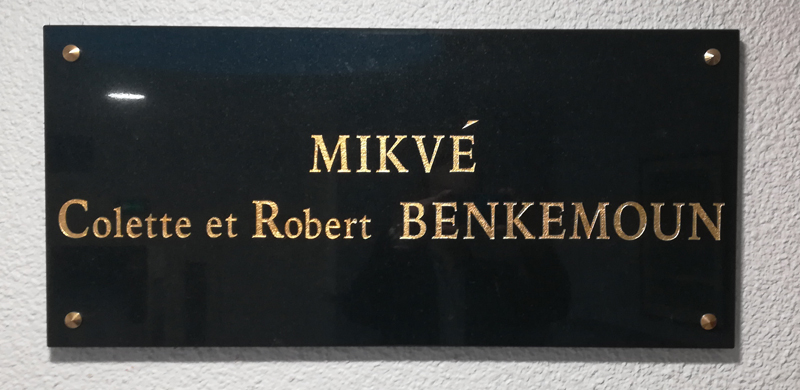 MIKVÉ
Colette et Robert BENKEMOUN